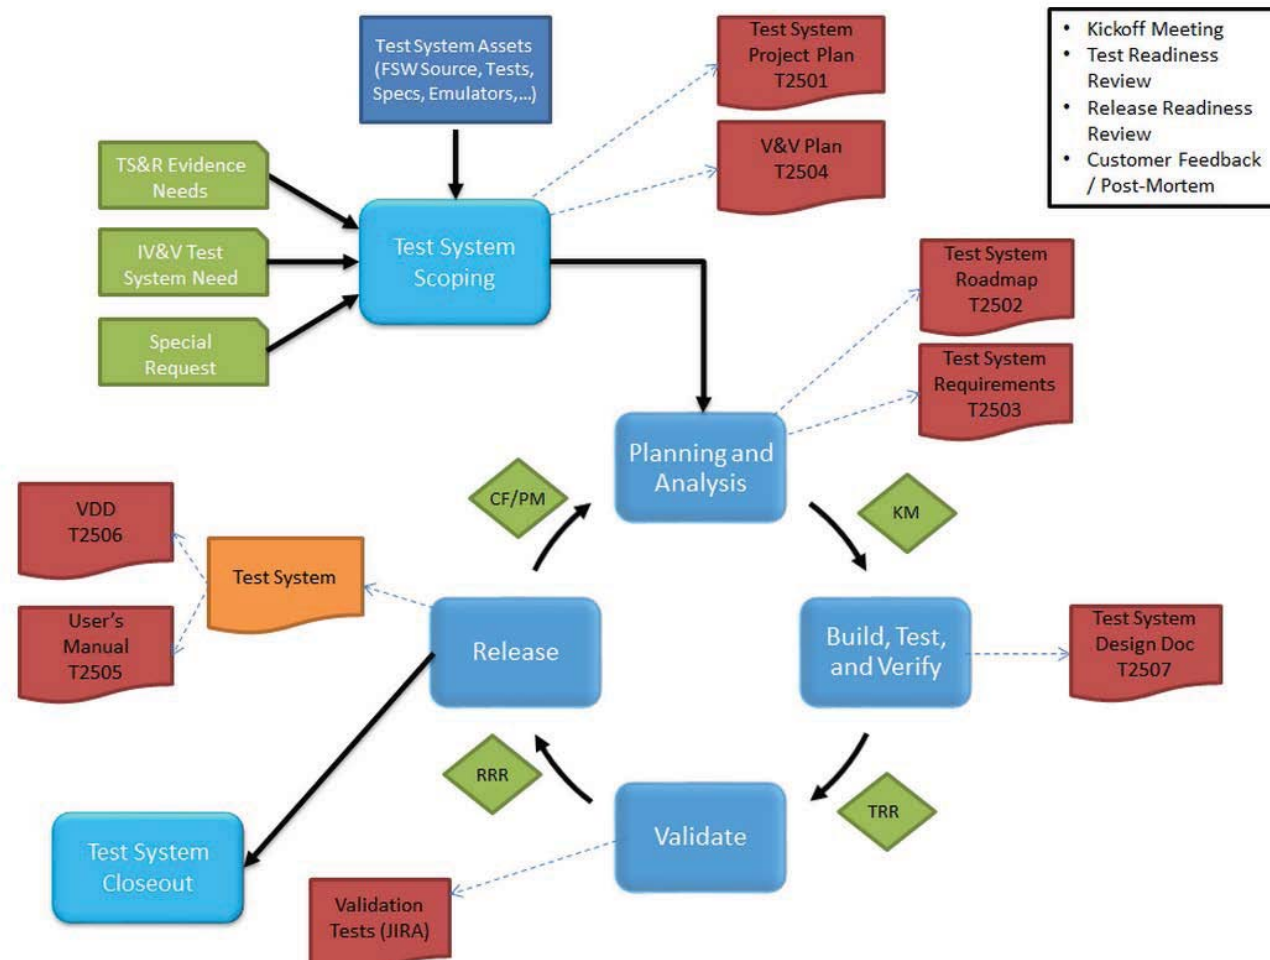 Test System Assets
(FSW Source, Tests,
Specs, Emulators,...)
Test System
Project Plan
T2501
V&V Plan
T2504
• Kickoff Meeting
• Test Readiness
Review
• Release Readiness
Review
• Customer Feedback
/ Post-Mortem
TS&R Evidence
Needs
IV&V Test
System Need
Special
Request
Test System
Scoping
Test System
Roadmap
T2502
Test System
Requirements
T2503
Planning and
Analysis
CF/PM
KM
VDD
T2506
Test System
User's
Manual
T2505
Release
Build, Test,
and Verify
Test System
Design Doc
T2507
RRR
TRR
Validate
Test System
Closeout
Validation
Tests (JIRA)